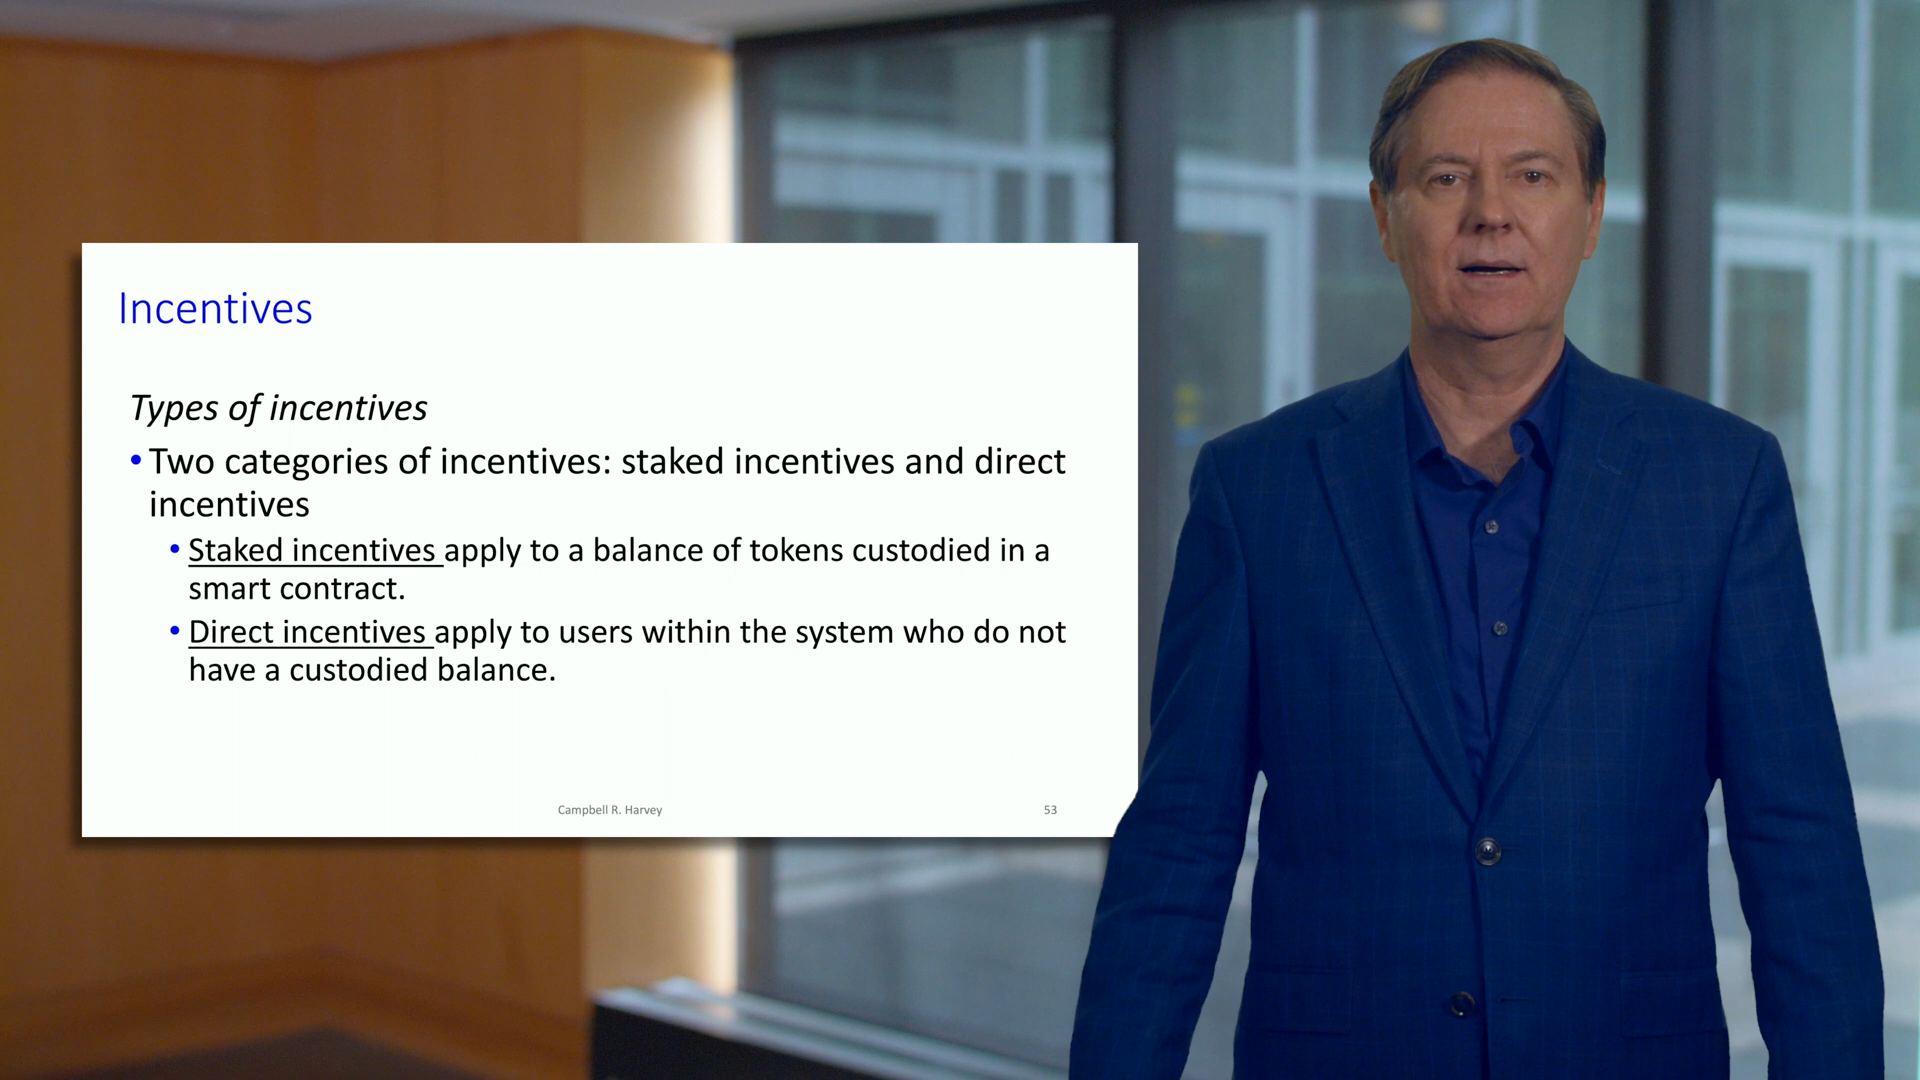 Incentives
Types of incentives
• Two categories of incentives: staked incentives and direct
incentives
• Staked incentives apply to a balance of tokens custodied in a
smart contract.
• Direct incentives apply to users within the system who do not
have a custodied balance.
Campbell R. Harvey
53